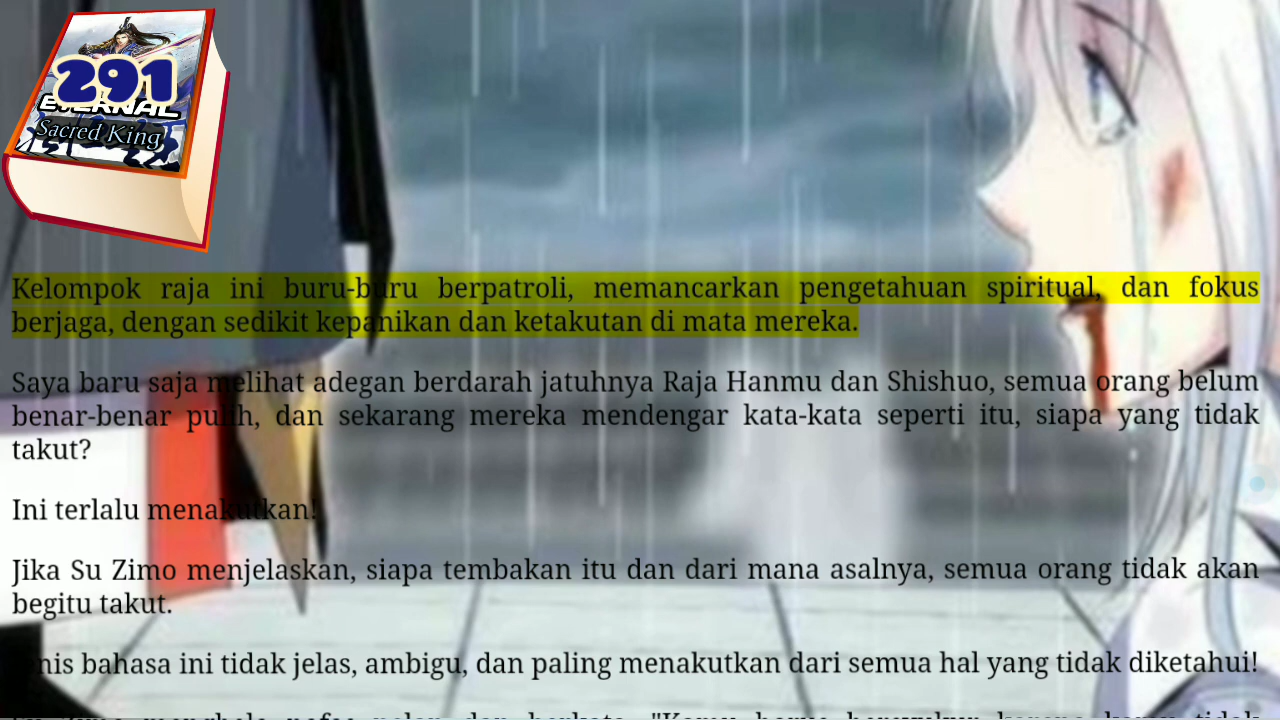 291
ETERNAL
Sacred King
Kelompok raja ini buru-buru berpatroli, memancarkan pengetahuan spiritual, dan fokus
berjaga, dengan sedikit kepanikan dan ketakutan di mata mereka.
Saya baru saja melihat adegan berdarah jatuhnya Raja Hanmu dan Shishuo, semua orang belum
benar-benar pulih, dan sekarang mereka mendengar kata-kata seperti itu, siapa yang tidak
takut?
Ini terlalu menakutkan!
Jika Su Zimo menjelaskan, siapa tembakan itu dan dari mana asalnya, semua orang tidak akan
begitu takut.
Jenis bahasa ini tidak jelas, ambigu, dan paling menakutkan dari semua hal yang tidak diketahui!